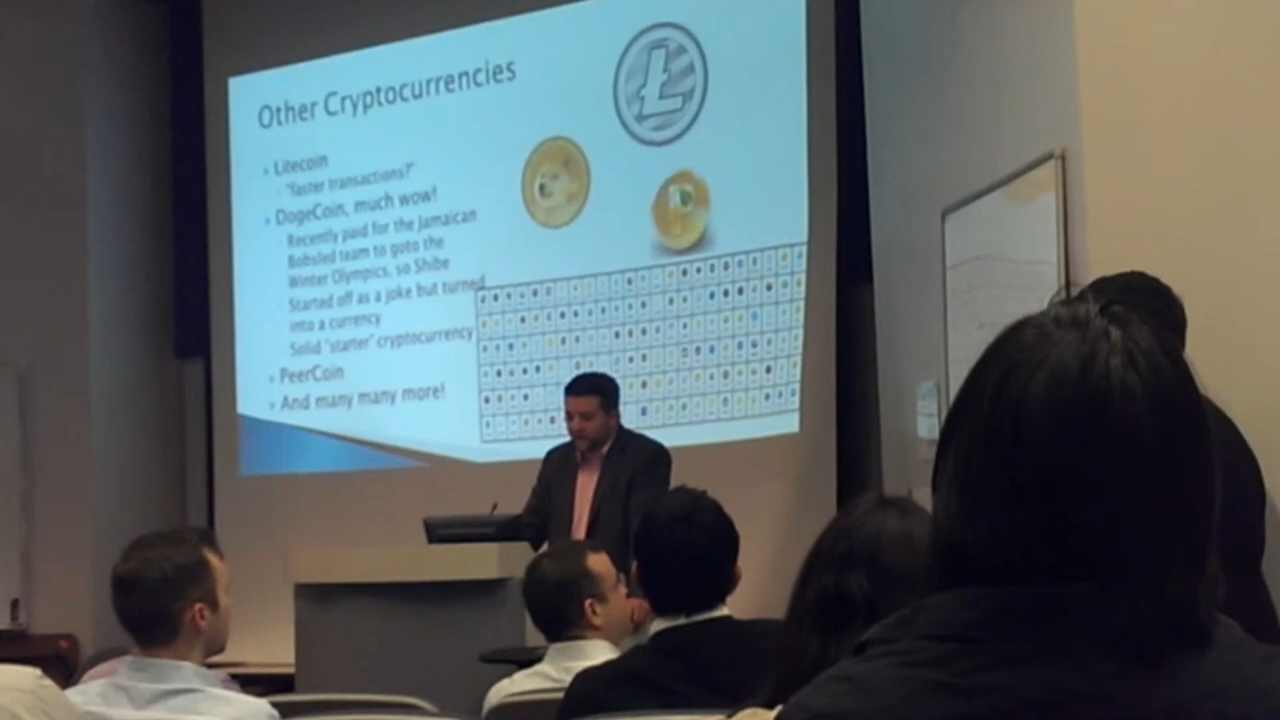 Other Cryptocurrencies
Litecoin
"faster transactions?"
DogeCoin, much wow!
Recently paid for the Jamaican
Bobsled team to goto the
Winter Olympics, so Shibe
Started off as a joke but turned
into a currency
Solid "starter" cryptocurrency
PeerCoin
And many many more!